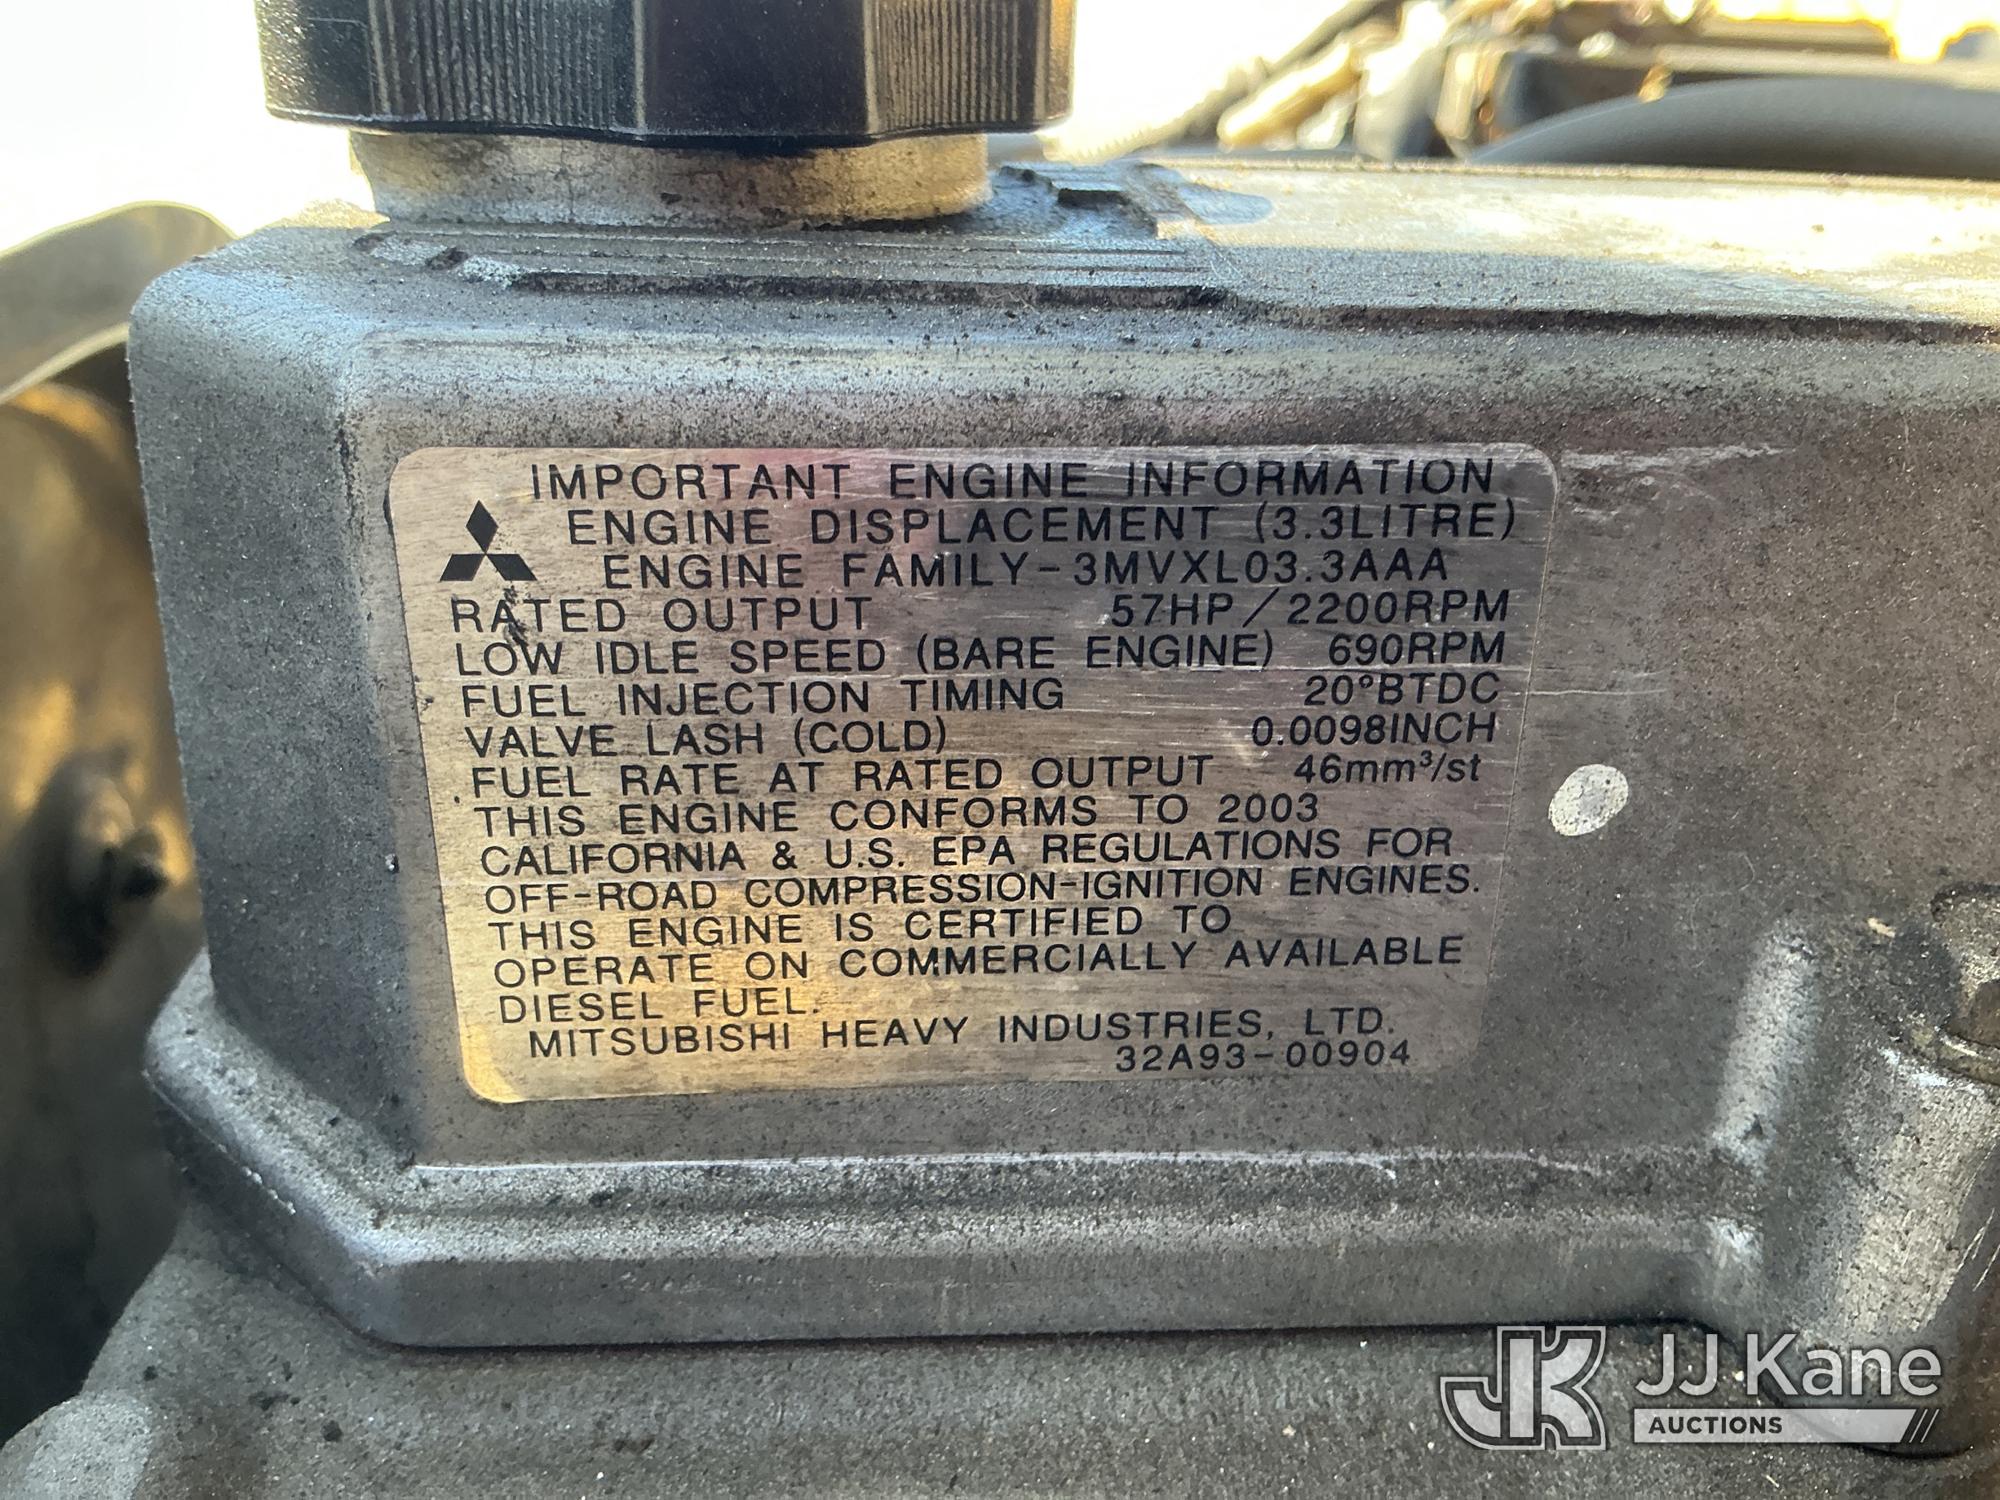 IMPORTANT ENGINE INFORMATION
ENGINE DISPLACEMENT (3.3LITRE)
ENGINE FAMILY-3MVXL03.3AAA
RATED OUTPUT 57HP/2200RPM
LOW IDLE SPEED (BARE ENGINE) 690RPM
FUEL INJECTION TIMING 20°BTDC
VALVE LASH (COLD) 0.0098INCH
FUEL RATE AT RATED OUTPUT 46mm³/st
THIS ENGINE CONFORMS TO 2003
CALIFORNIA & U.S. EPA REGULATIONS FOR
OFF-ROAD COMPRESSION-IGNITION ENGINES.
THIS ENGINE IS CERTIFIED TO
OPERATE ON COMMERCIALLY AVAILABLE
DIESEL FUEL.
MITSUBISHI HEAVY INDUSTRIES, LTD.
32A93-00904
JK JJ Kane
AUCTIONS